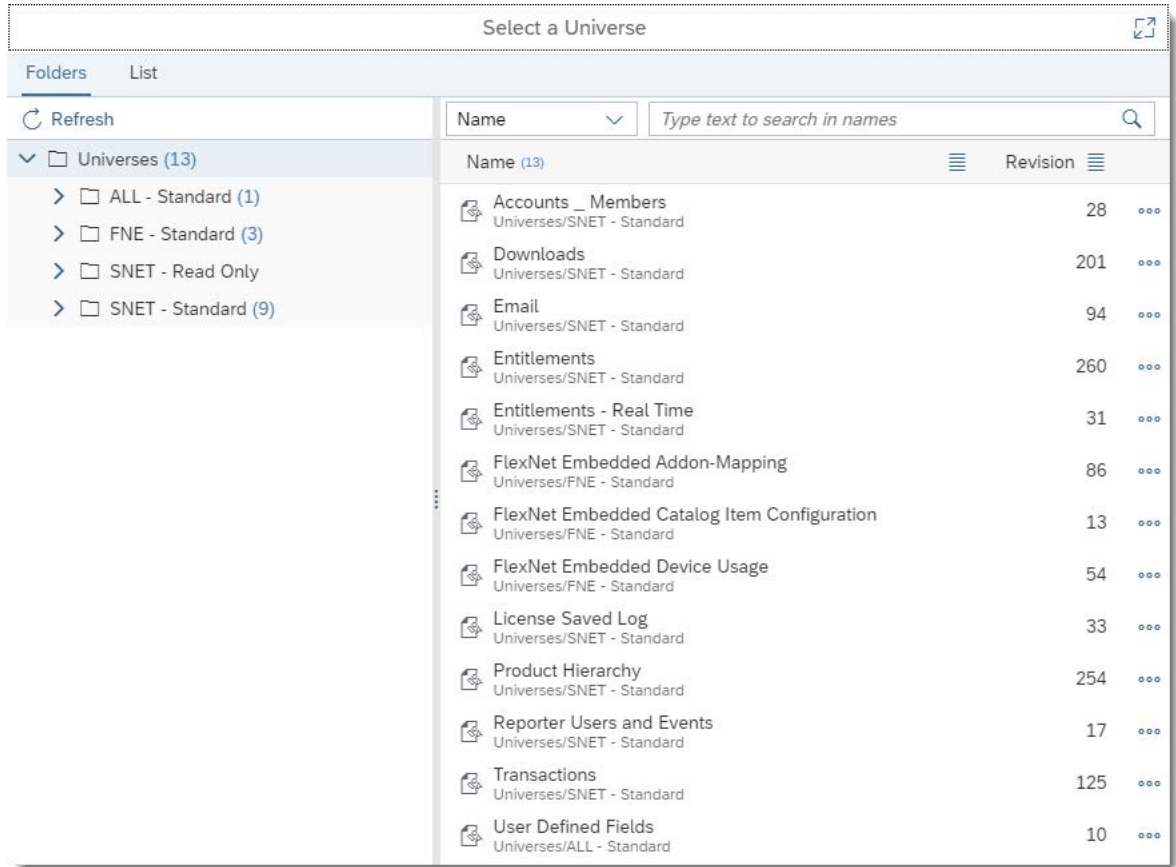 Select a Universe
Folders List
Refresh
Name Type text to search in names
Universes (13)
Name (13) Revision
ALL - Standard (1)
FNE - Standard (3)
SNET - Read Only
SNET - Standard (9)
Accounts _ Members 28
Universes/SNET - Standard
Downloads 201
Universes/SNET - Standard
Email 94
Universes/SNET - Standard
Entitlements 260
Universes/SNET - Standard
Entitlements - Real Time 31
Universes/SNET - Standard
FlexNet Embedded Addon-Mapping 86
Universes/FNE - Standard
FlexNet Embedded Catalog Item Configuration 13
Universes/FNE - Standard
FlexNet Embedded Device Usage 54
Universes/FNE - Standard
License Saved Log 33
Universes/SNET - Standard
Product Hierarchy 254
Universes/SNET - Standard
Reporter Users and Events 17
Universes/SNET - Standard
Transactions 125
Universes/SNET - Standard
User Defined Fields 10
Universes/ALL - Standard